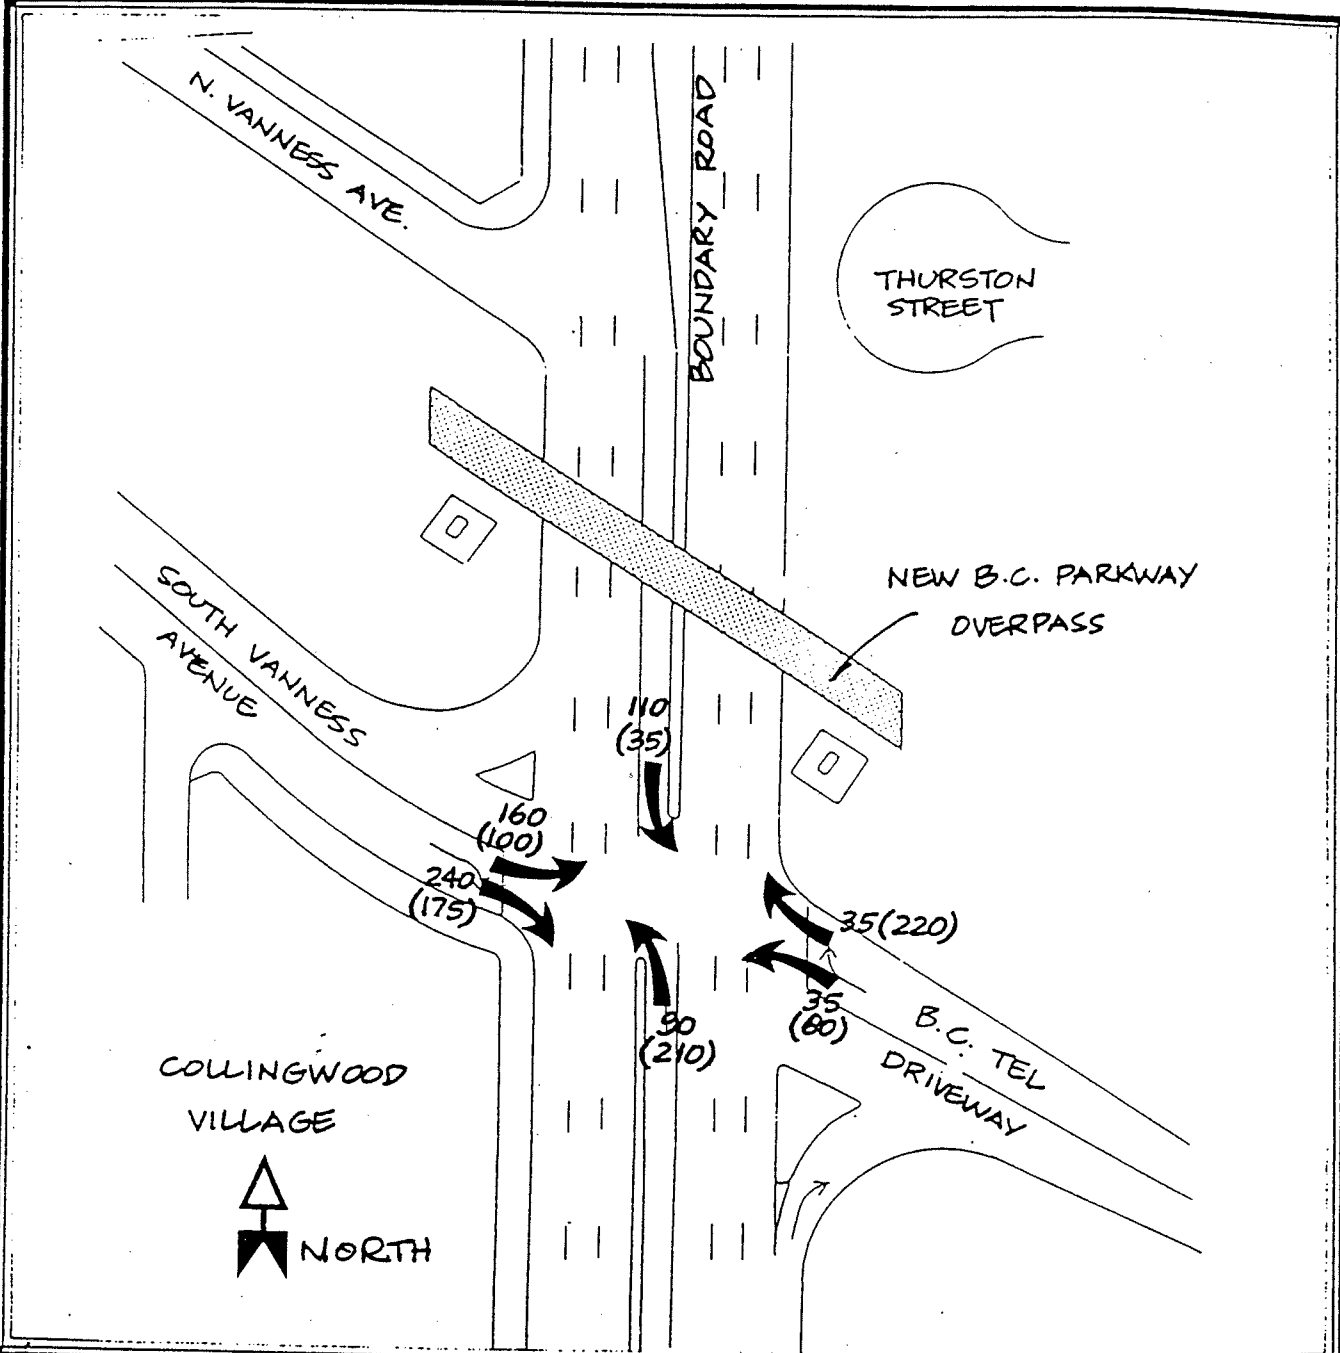 N. VANNESS AVE.
BOUNDARY ROAD
THURSTON
STREET
NEW B.C. PARKWAY
OVERPASS
SOUTH VANNESS
AVENUE
110
(35)
160
(100)
240
(175)
35(220)
35
(80)
90
(210)
B.C. TEL
DRIVEWAY
COLLINGWOOD
VILLAGE
NORTH